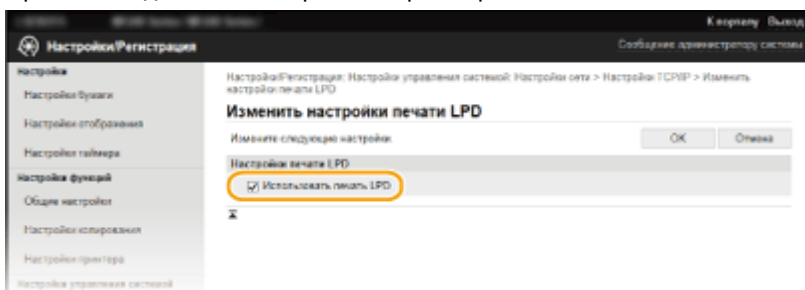 К порталу Выход
Настройки/Регистрация
Сообщение администратору системы
Настройки
Настройки бумаги
Настройки отображения
Настройки таймера
Настройки функций
Общие настройки
Настройки копирования
Настройки принтера
Настройки управления системой
Настройки/Регистрация: Настройки управления системой: Настройки сети > Настройки TCP/IP > Изменить
настройки печати LPD
Изменить настройки печати LPD
Измените следующие настройки.
OK Отмена
Настройки печати LPD
Использовать печать LPD